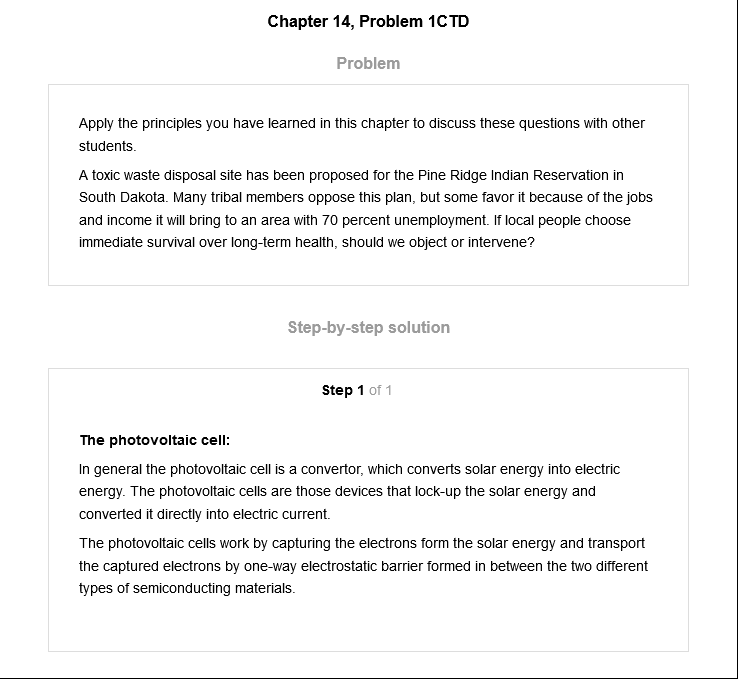 Chapter 14, Problem 1CTD
Problem
Apply the principles you have learned in this chapter to discuss these questions with other
students.
A toxic waste disposal site has been proposed for the Pine Ridge Indian Reservation in
South Dakota. Many tribal members oppose this plan, but some favor it because of the jobs
and income it will bring to an area with 70 percent unemployment. If local people choose
immediate survival over long-term health, should we object or intervene?
Step-by-step solution
Step 1 of 1
The photovoltaic cell:
In general the photovoltaic cell is a convertor, which converts solar energy into electric
energy. The photovoltaic cells are those devices that lock-up the solar energy and
converted it directly into electric current.
The photovoltaic cells work by capturing the electrons form the solar energy and transport
the captured electrons by one-way electrostatic barrier formed in between the two different
types of semiconducting materials.